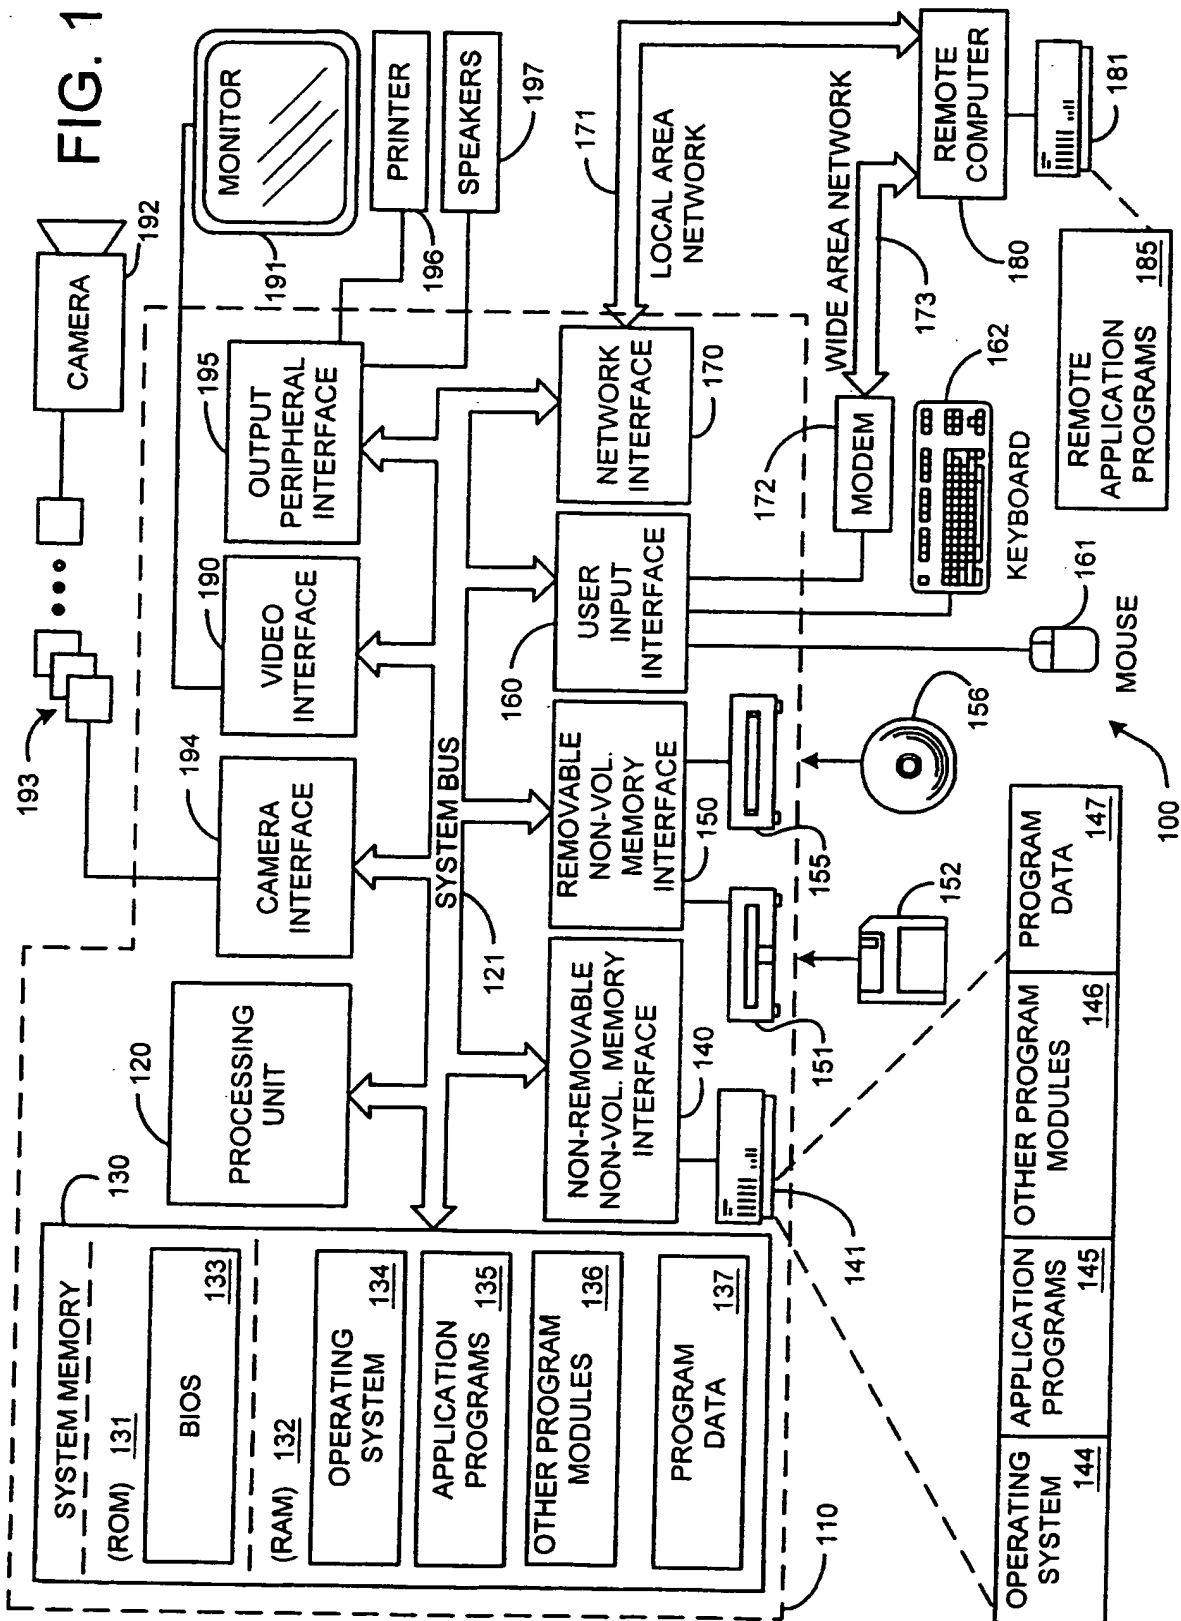 FIG. 1
CAMERA
192
193
MONITOR
191
PRINTER
196
SPEAKERS
197
SYSTEM MEMORY
130
(ROM) 131
BIOS
133
(RAM) 132
OPERATING
SYSTEM
134
APPLICATION
PROGRAMS
135
OTHER PROGRAM
MODULES
136
PROGRAM
DATA
137
110
120
PROCESSING
UNIT
194
CAMERA
INTERFACE
190
VIDEO
INTERFACE
195
OUTPUT
PERIPHERAL
INTERFACE
SYSTEM BUS
121
NON-REMOVABLE
NON-VOL. MEMORY
INTERFACE
140
REMOVABLE
NON-VOL.
MEMORY
INTERFACE
150
160
USER
INPUT
INTERFACE
NETWORK
INTERFACE
170
171
LOCAL AREA
NETWORK
141
151
155
152
156
172
MODEM
WIDE AREA NETWORK
173
162
KEYBOARD
161
MOUSE
REMOTE
COMPUTER
180
181
REMOTE
APPLICATION
PROGRAMS
185
OPERATING
SYSTEM
144
APPLICATION
PROGRAMS
145
OTHER PROGRAM
MODULES
146
PROGRAM
DATA
147
100